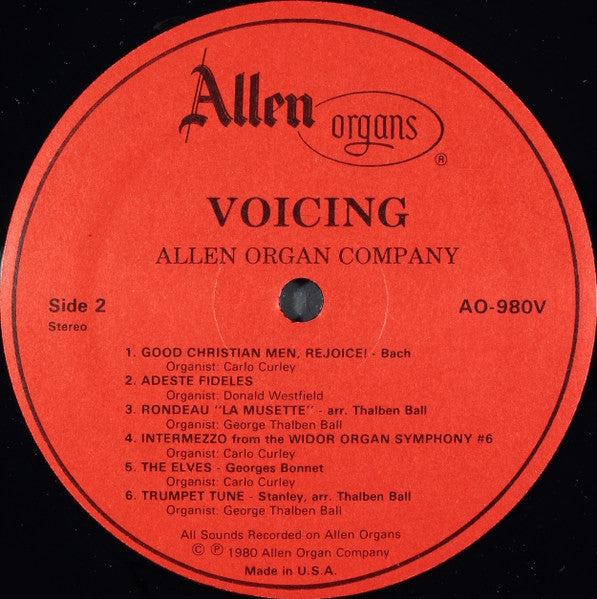 Allen organs ®
VOICING
ALLEN ORGAN COMPANY
Side 2
AO-980V
Stereo
1. GOOD CHRISTIAN MEN, REJOICE! - Bach
Organist: Carlo Curley
2. ADESTE FIDELES
Organist: Donald Westfield
3. RONDEAU "LA MUSETTE" - arr. Thalben Ball
Organist: George Thalben Ball
4. INTERMEZZO from the WIDOR ORGAN SYMPHONY #6
Organist: Carlo Curley
5. THE ELVES - Georges Bonnet
Organist: Carlo Curley
6. TRUMPET TUNE - Stanley, arr. Thalben Ball
Organist: George Thalben Ball
All Sounds Recorded on Allen Organs
© ℗ 1980 Allen Organ Company
Made in U.S.A.